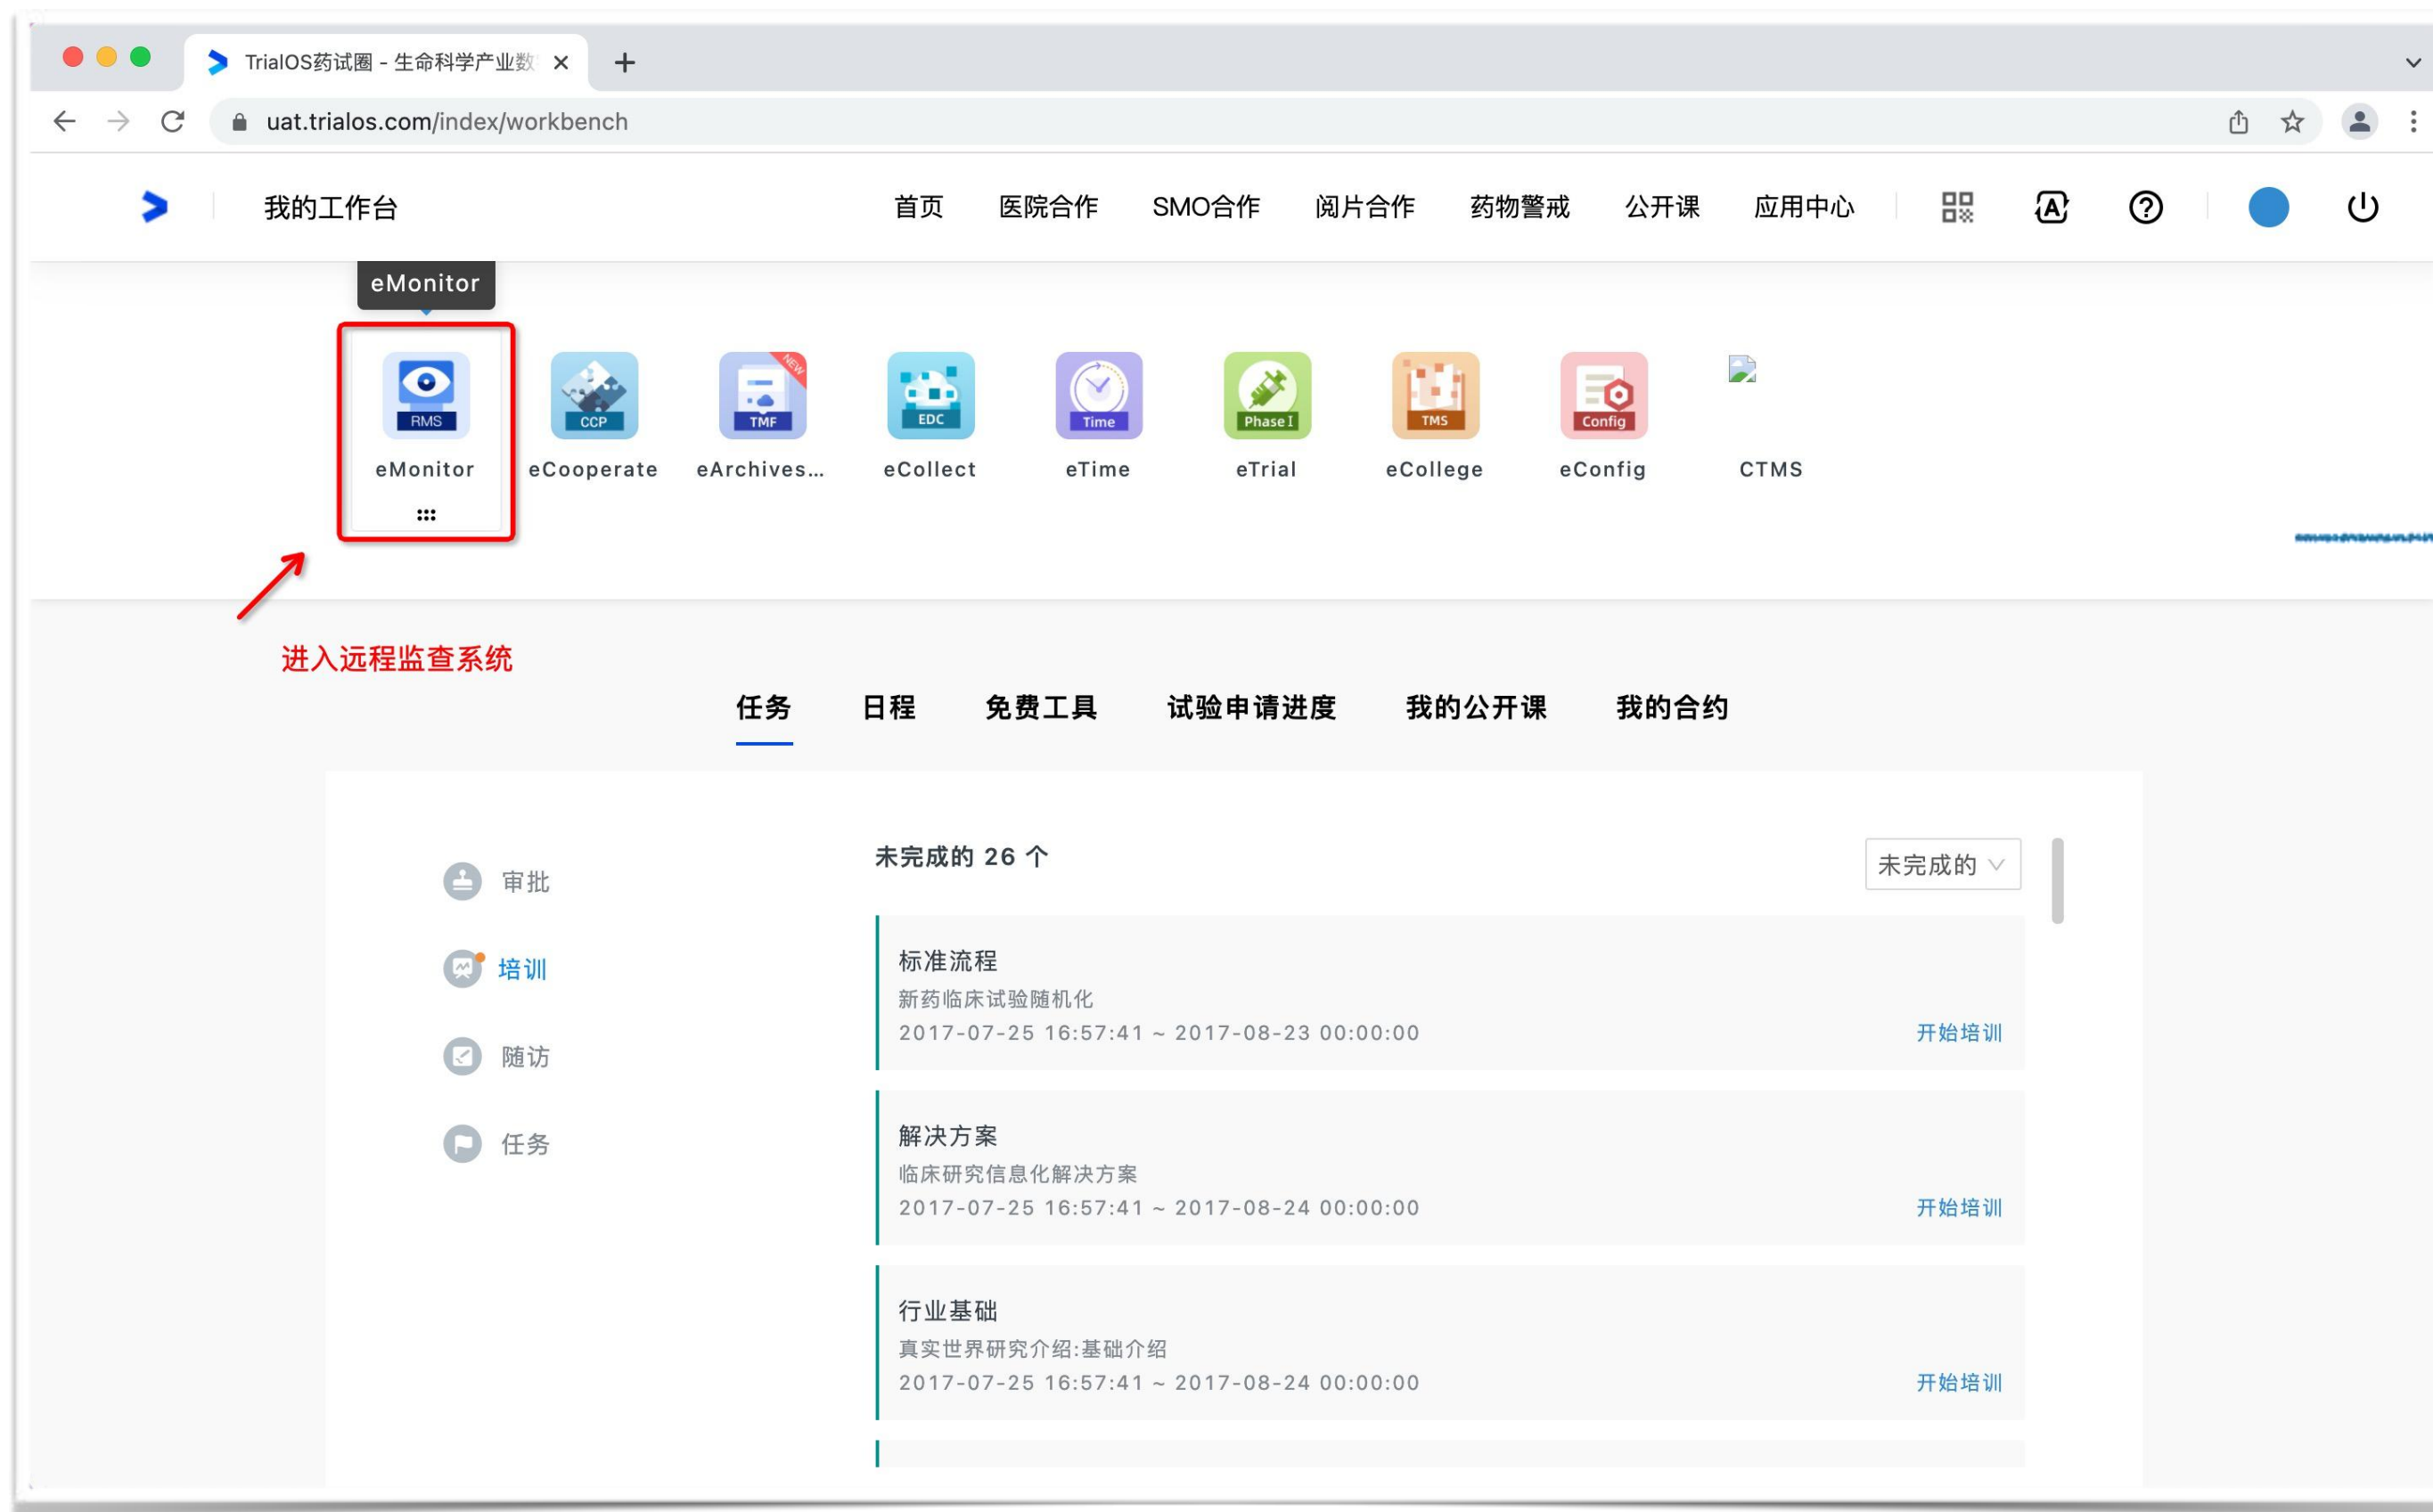 TrialOS药试圈 - 生命科学产业数
uat.trialos.com/index/workbench
我的工作台
首页 医院合作 SMO合作 阅片合作 药物警戒 公开课 应用中心
eMonitor
RMS CCP TMF NEW EDC Time Phase I TMS Config
eMonitor eCooperate eArchives... eCollect eTime eTrial eCollege eConfig CTMS
进入远程监查系统
任务 日程 免费工具 试验申请进度 我的公开课 我的合约
审批
培训
随访
任务
未完成的 26 个
未完成的
标准流程
新药临床试验随机化
2017-07-25 16:57:41 ~ 2017-08-23 00:00:00
开始培训
解决方案
临床研究信息化解决方案
2017-07-25 16:57:41 ~ 2017-08-24 00:00:00
开始培训
行业基础
真实世界研究介绍:基础介绍
2017-07-25 16:57:41 ~ 2017-08-24 00:00:00
开始培训